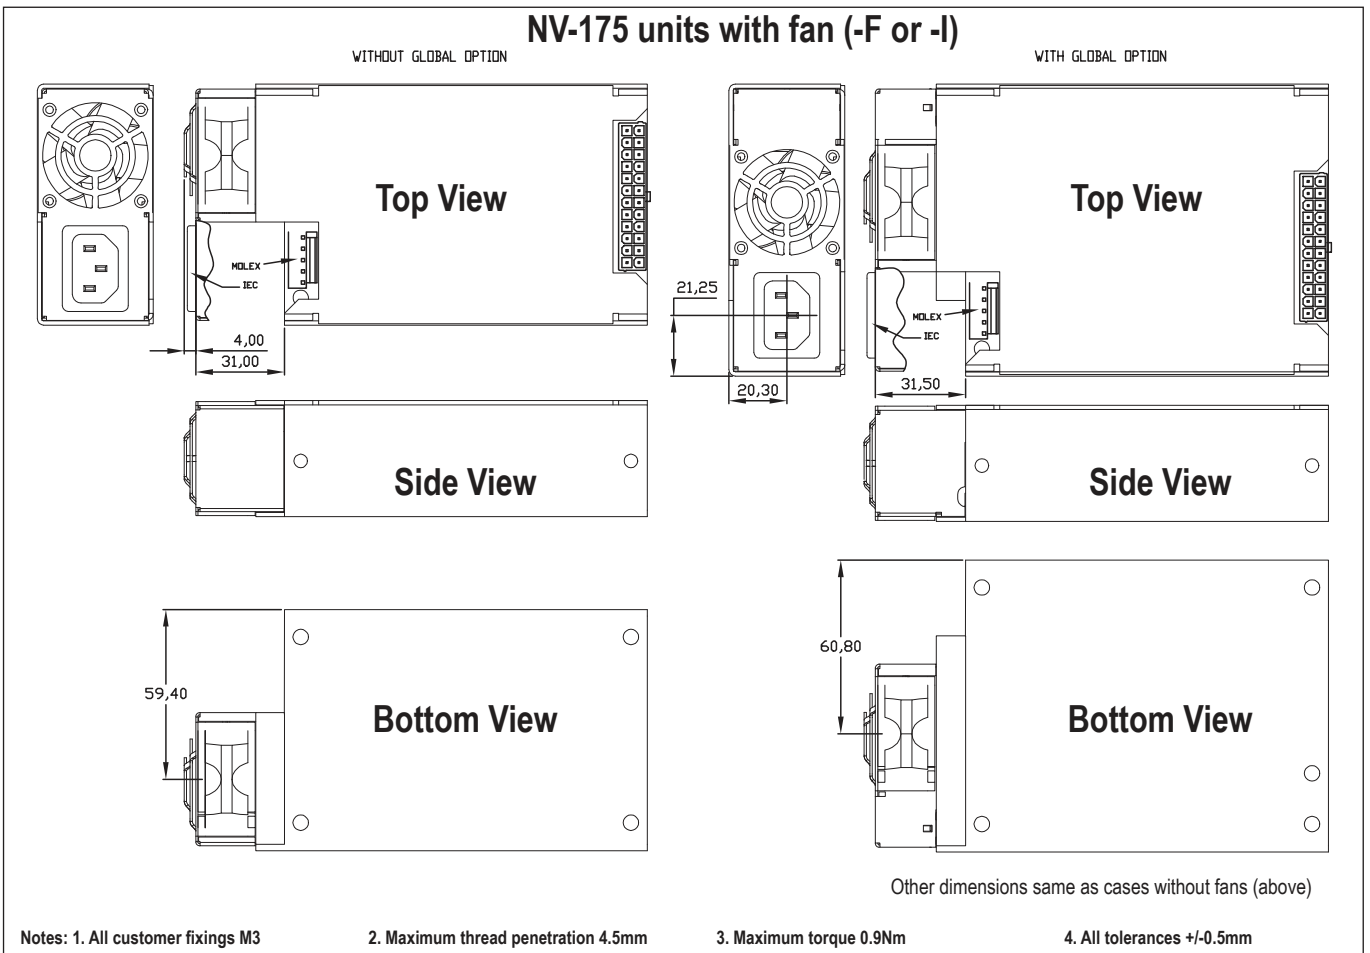 NV-175 units with fan (-F or -I)
WITHOUT GLOBAL OPTION
WITH GLOBAL OPTION
Top View
MOLEX
IEC
4,00
31,00
Top View
MOLEX
IEC
21,25
20,30
31,50
Side View
Side View
59,40
Bottom View
60,80
Bottom View
Other dimensions same as cases without fans (above)
Notes: 1. All customer fixings M3
2. Maximum thread penetration 4.5mm
3. Maximum torque 0.9Nm
4. All tolerances +/-0.5mm